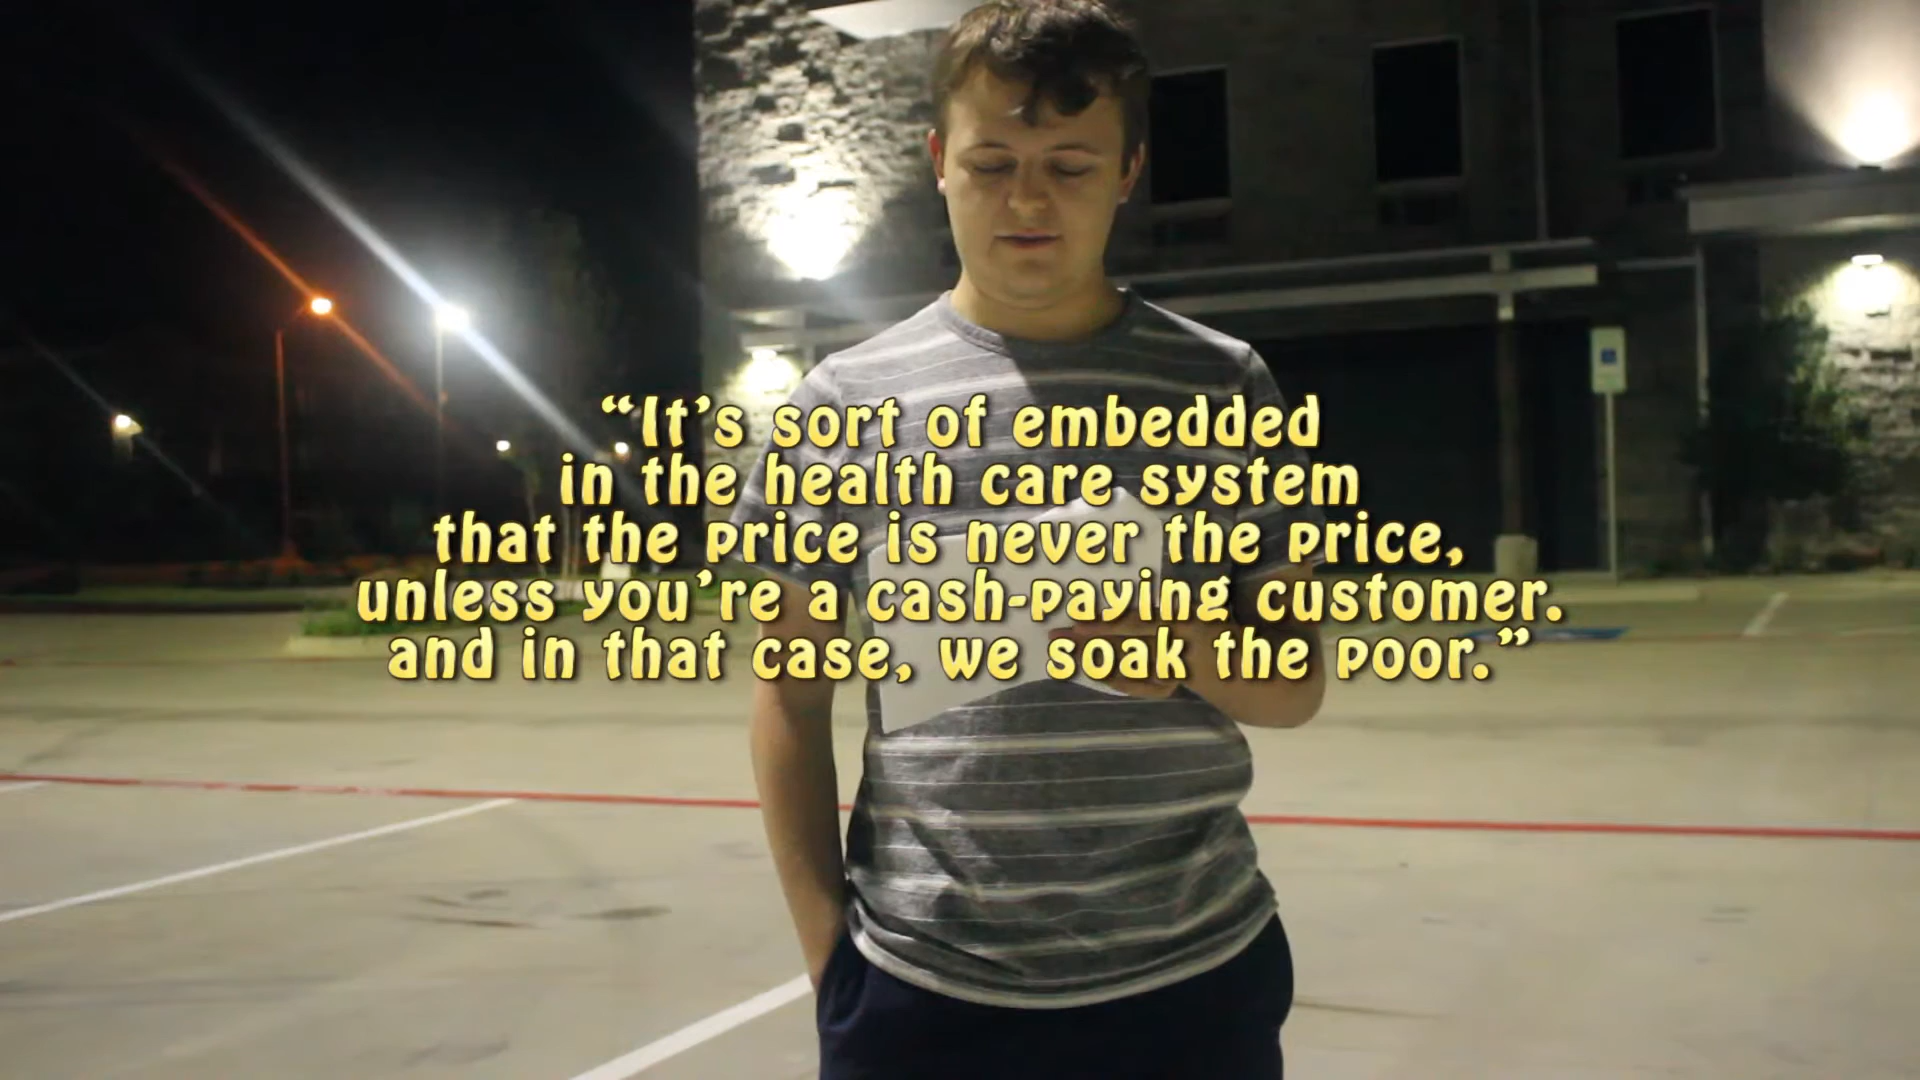 “It’s sort of embedded
in the health care system
that the price is never the price,
unless you’re a cash-paying customer.
and in that case, we soak the poor.”